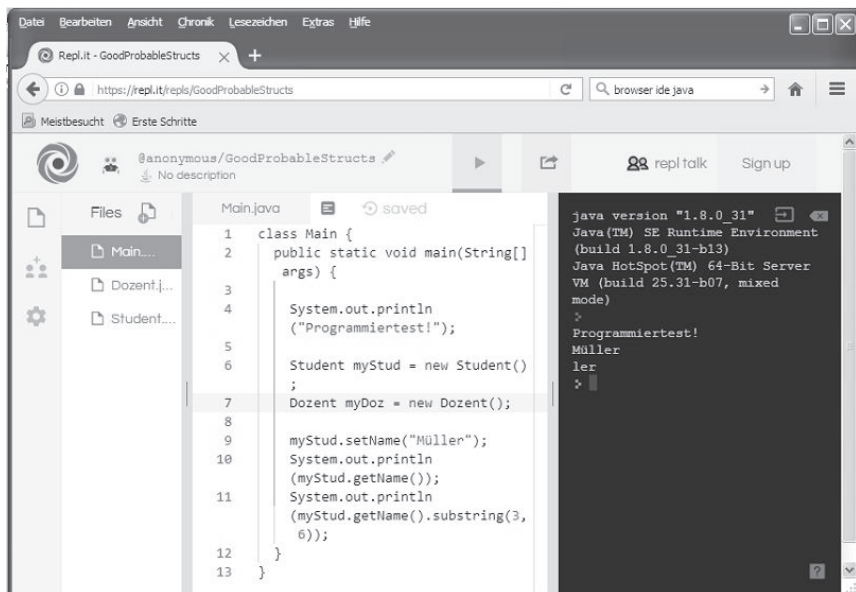 Datei Bearbeiten Ansicht Chronik Lesezeichen Extras Hilfe
Repl.it - GoodProbableStructs
https://repl.it/repls/GoodProbableStructs
browser ide java
Meistbesucht Erste Schritte
@anonymous/GoodProbableStructs
No description
repl talk
Sign up
Files
Main....
Dozent.j...
Student....
Main.java
saved
1 class Main {
2 public static void main(String[]
args) {
3
4 System.out.println
("Programmiertest!");
5
6 Student myStud = new Student()
;
7 Dozent myDoz = new Dozent();
8
9 myStud.setName("Müller");
10 System.out.println
(myStud.getName());
11 System.out.println
(myStud.getName().substring(3,
6));
12 }
13 }
java version "1.8.0_31"
Java(TM) SE Runtime Environment
(build 1.8.0_31-b13)
Java HotSpot(TM) 64-Bit Server
VM (build 25.31-b07, mixed
mode)
>
Programmiertest!
Müller
ler
>
?